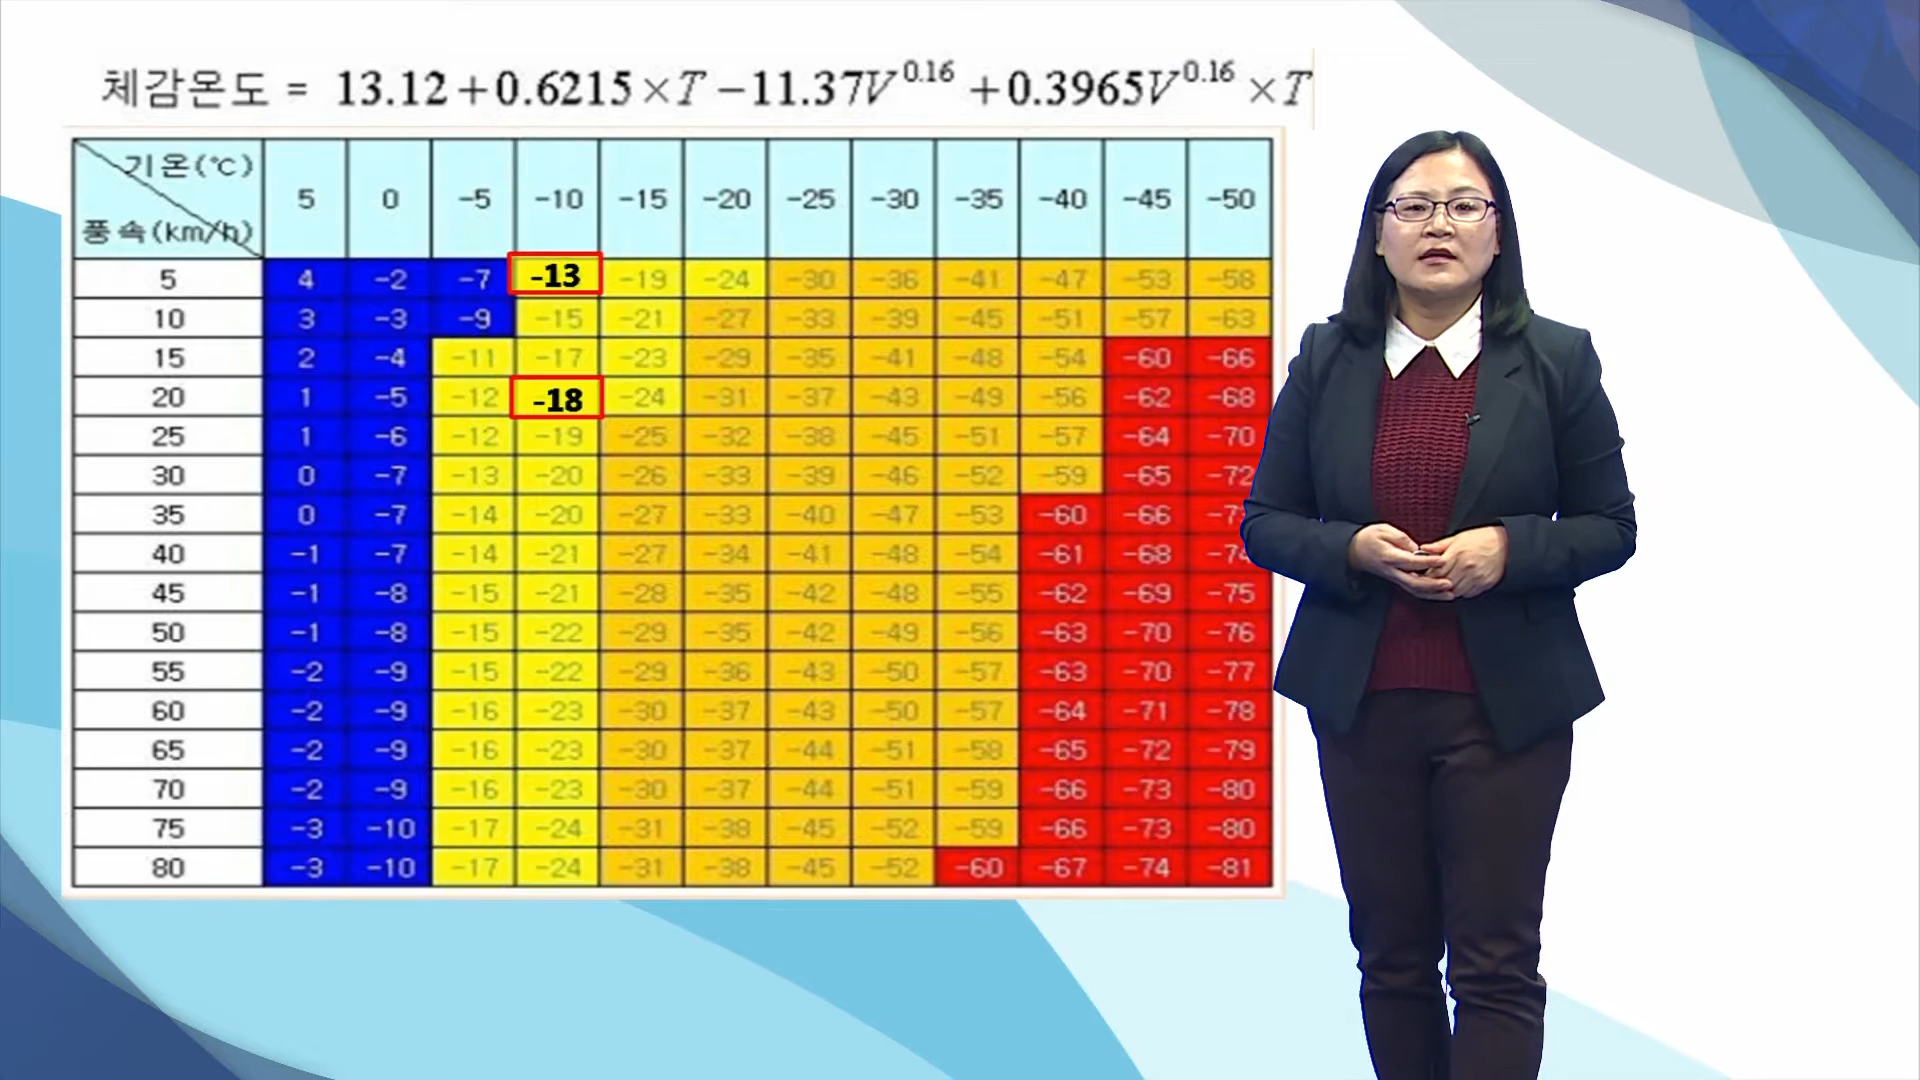 체감온도 = 13.12+0.6215×T−11.37V^0.16 +0.3965V^0.16 ×T
기온(℃) 5 0 -5 -10 -15 -20 -25 -30 -35 -40 -45 -50
풍속(km/h)
5 4 -2 -7 -13 -19 -24 -30 -36 -41 -47 -53 -58
10 3 -3 -9 -15 -21 -27 -33 -39 -45 -51 -57 -63
15 2 -4 -11 -17 -23 -29 -35 -41 -48 -54 -60 -66
20 1 -5 -12 -18 -24 -31 -37 -43 -49 -56 -62 -68
25 1 -6 -12 -19 -25 -32 -38 -45 -51 -57 -64 -70
30 0 -7 -13 -20 -26 -33 -39 -46 -52 -59 -65 -72
35 0 -7 -14 -20 -27 -33 -40 -47 -53 -60 -66
40 -1 -7 -14 -21 -27 -34 -41 -48 -54 -61 -68 -74
45 -1 -8 -15 -21 -28 -35 -42 -48 -55 -62 -69 -75
50 -1 -8 -15 -22 -29 -35 -42 -49 -56 -63 -70 -76
55 -2 -9 -15 -22 -29 -36 -43 -50 -57 -63 -70 -77
60 -2 -9 -16 -23 -30 -37 -43 -50 -57 -64 -71 -78
65 -2 -9 -16 -23 -30 -37 -44 -51 -58 -65 -72 -79
70 -2 -9 -16 -23 -30 -37 -44 -51 -59 -66 -73 -80
75 -3 -10 -17 -24 -31 -38 -45 -52 -59 -66 -73 -80
80 -3 -10 -17 -24 -31 -38 -45 -52 -60 -67 -74 -81